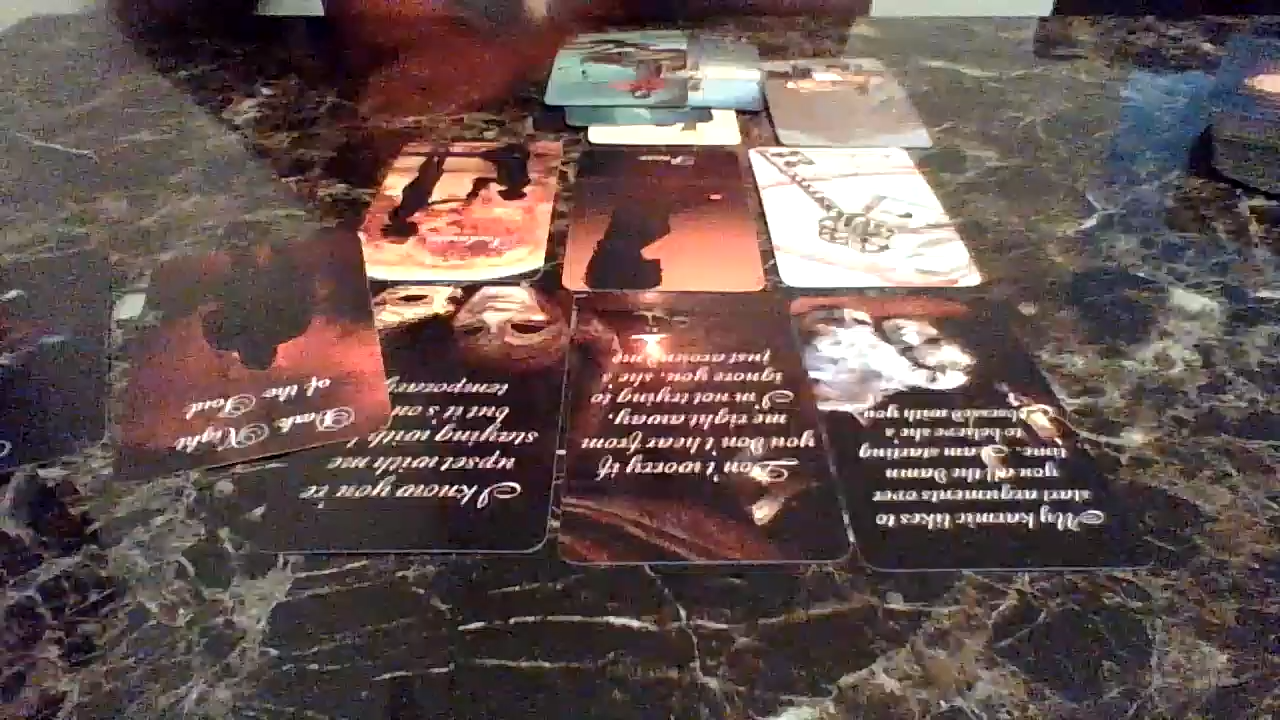 Dark Night
of the Soul
I know you're
upset with me
staying with
but it's on
temporary
Don't worry if
you don't hear from
me right away,
I'm not trying to
ignore you, she's
just around me
My karmic likes to
start arguments over
you all the damn
time, I am starting
to believe she's
Obsessed with you